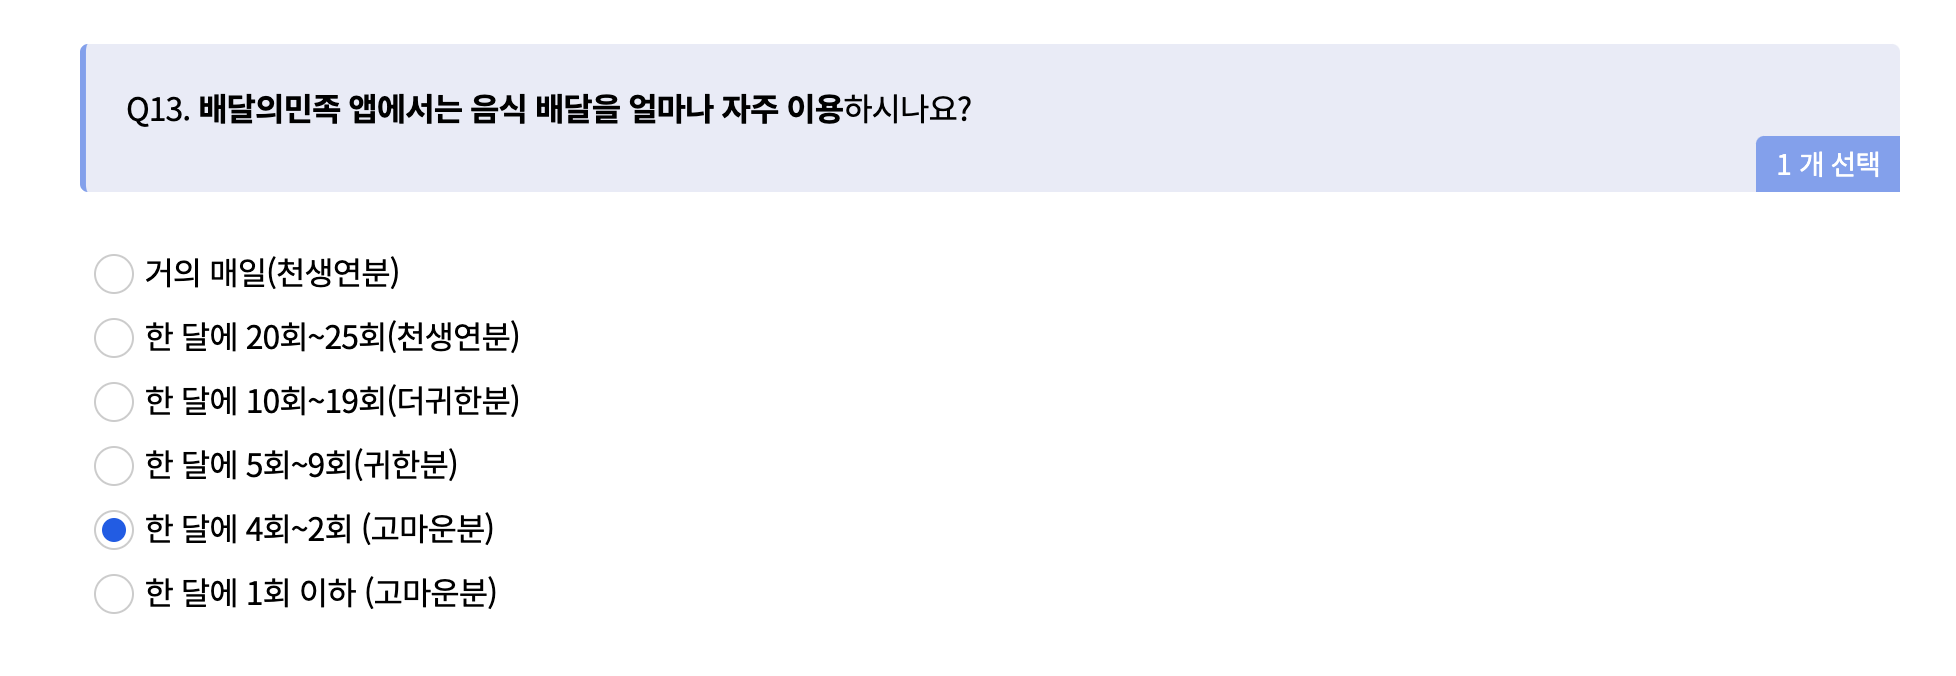 Q13. 배달의민족 앱에서는 음식 배달을 얼마나 자주 이용하시나요?
1 개 선택
거의 매일(천생연분)
한 달에 20회~25회(천생연분)
한 달에 10회~19회(더귀한분)
한 달에 5회~9회(귀한분)
한 달에 4회~2회 (고마운분)
한 달에 1회 이하 (고마운분)